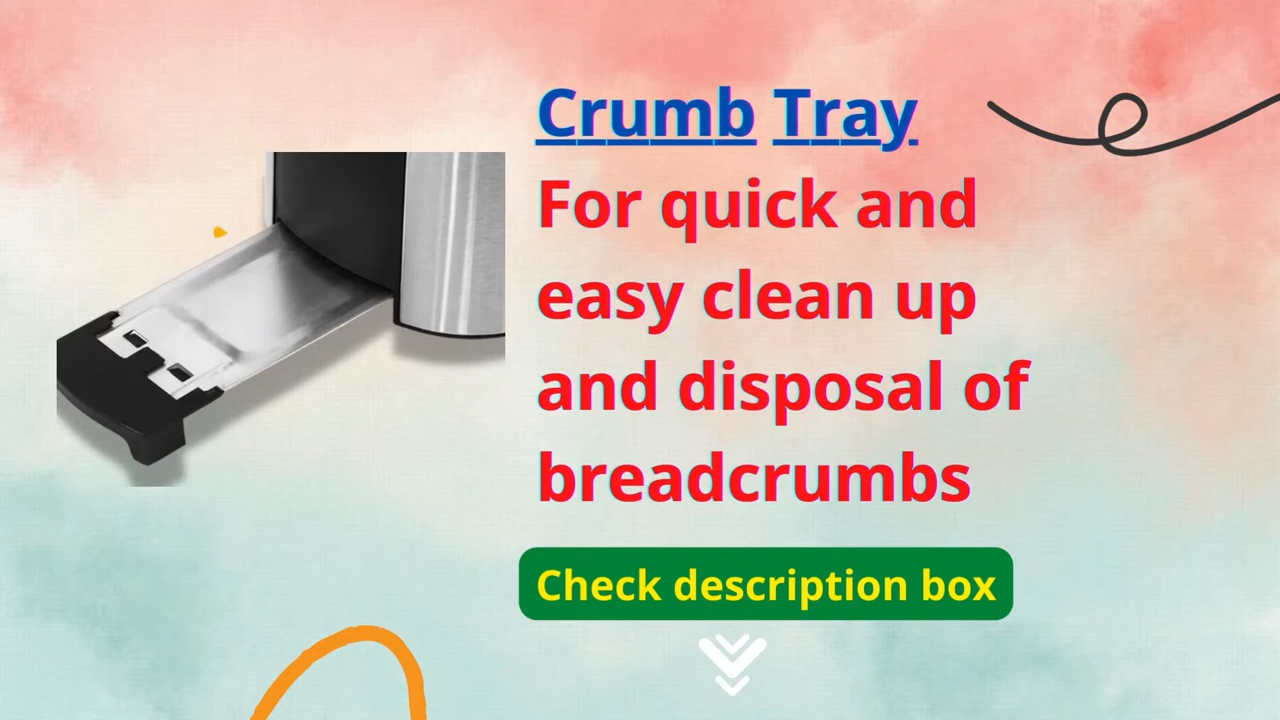 Crumb Tray
For quick and
easy clean up
and disposal of
breadcrumbs
Check description box